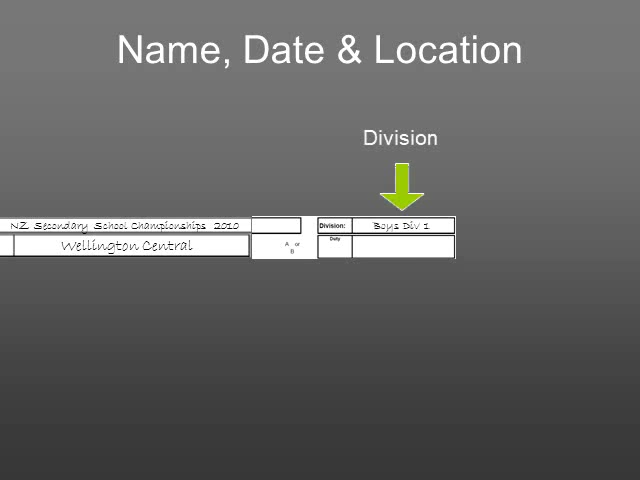 Name, Date & Location
Division
NZ Secondary School Championships 2010 Division: Boys Div 1
Wellington Central A or B Duty